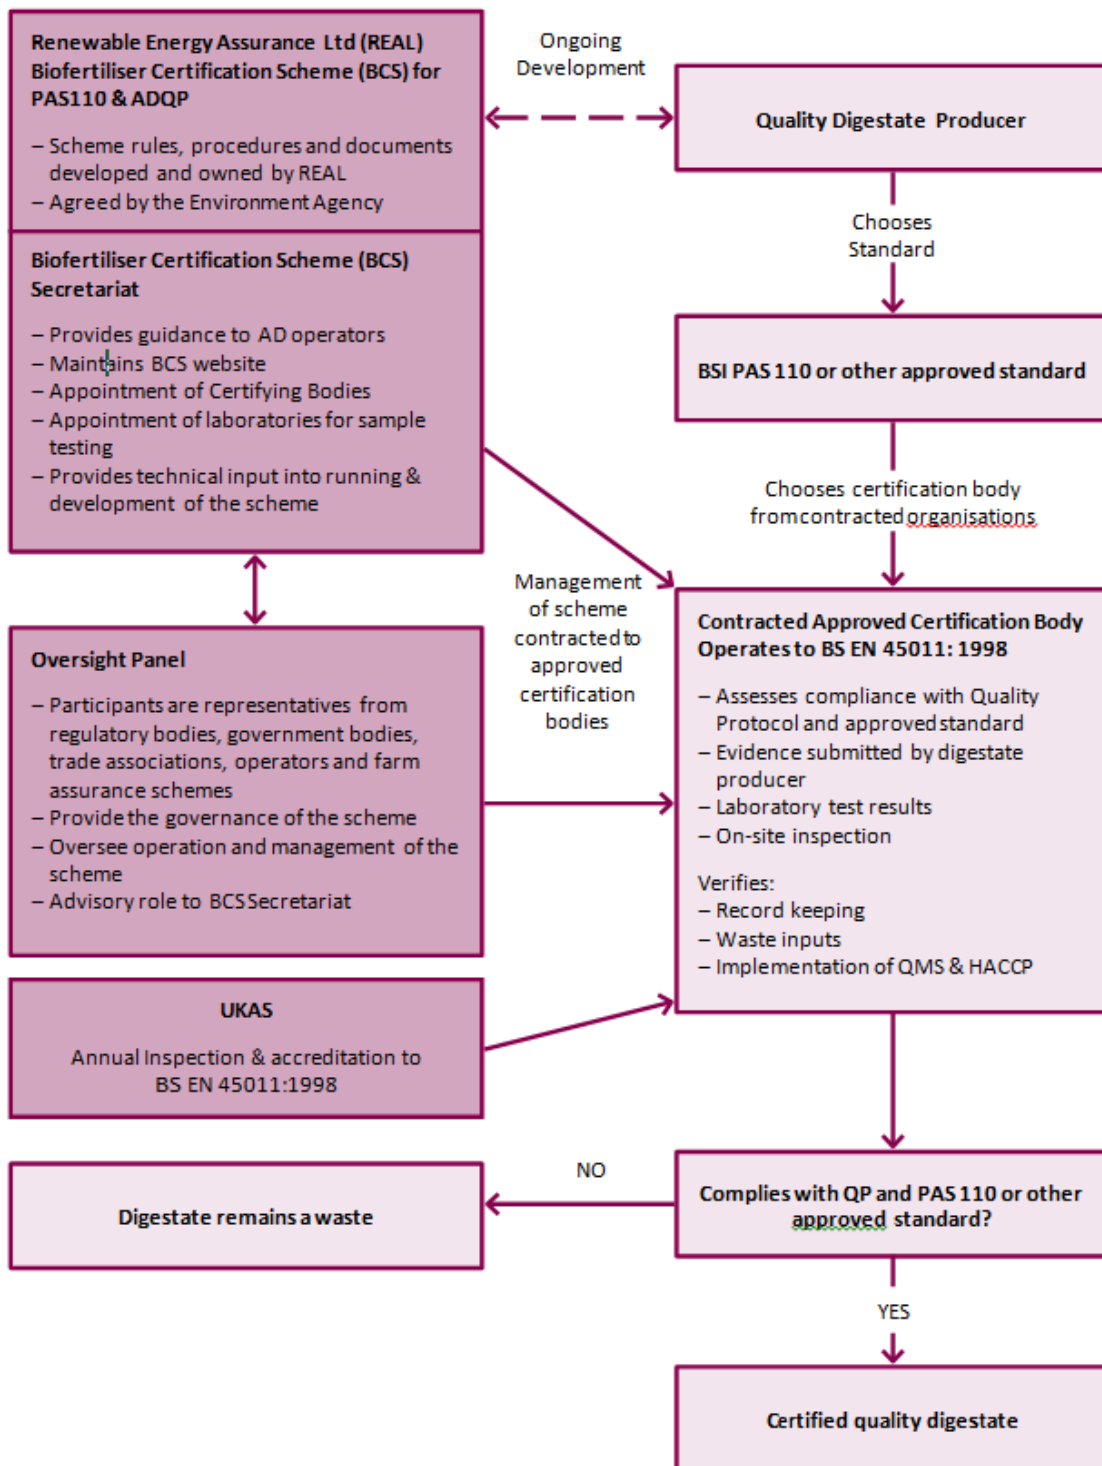 Renewable Energy Assurance Ltd (REAL)
Biofertiliser Certification Scheme (BCS) for
PAS110 & ADQP
– Scheme rules, procedures and documents
developed and owned by REAL
– Agreed by the Environment Agency
Biofertiliser Certification Scheme (BCS)
Secretariat
– Provides guidance to AD operators
– Maintains BCS website
– Appointment of Certifying Bodies
– Appointment of laboratories for sample
testing
– Provides technical input into running &
development of the scheme
Oversight Panel
– Participants are representatives from
regulatory bodies, government bodies,
trade associations, operators and farm
assurance schemes
– Provide the governance of the scheme
– Oversee operation and management of the
scheme
– Advisory role to BCS Secretariat
UKAS
Annual Inspection & accreditation to
BS EN 45011:1998
Digestate remains a waste
Ongoing
Development
Management
of scheme
contracted to
approved
certification
bodies
NO
Quality Digestate Producer
Chooses
Standard
BSI PAS 110 or other approved standard
Chooses certification body
from contracted organisations
Contracted Approved Certification Body
Operates to BS EN 45011: 1998
– Assesses compliance with Quality
Protocol and approved standard
– Evidence submitted by digestate
producer
– Laboratory test results
– On-site inspection
Verifies:
– Record keeping
– Waste inputs
– Implementation of QMS & HACCP
Complies with QP and PAS 110 or other
approved standard?
YES
Certified quality digestate